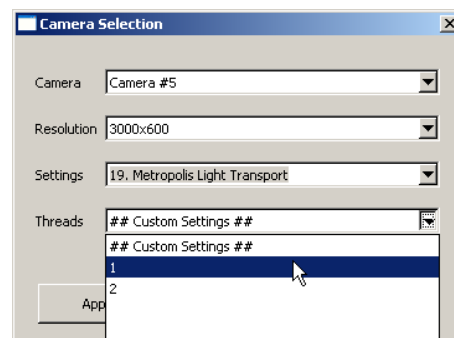 Camera Selection
Camera Camera #5
Resolution 3000x600
Settings 19. Metropolis Light Transport
Threads ## Custom Settings ##
## Custom Settings ##
1
2
App